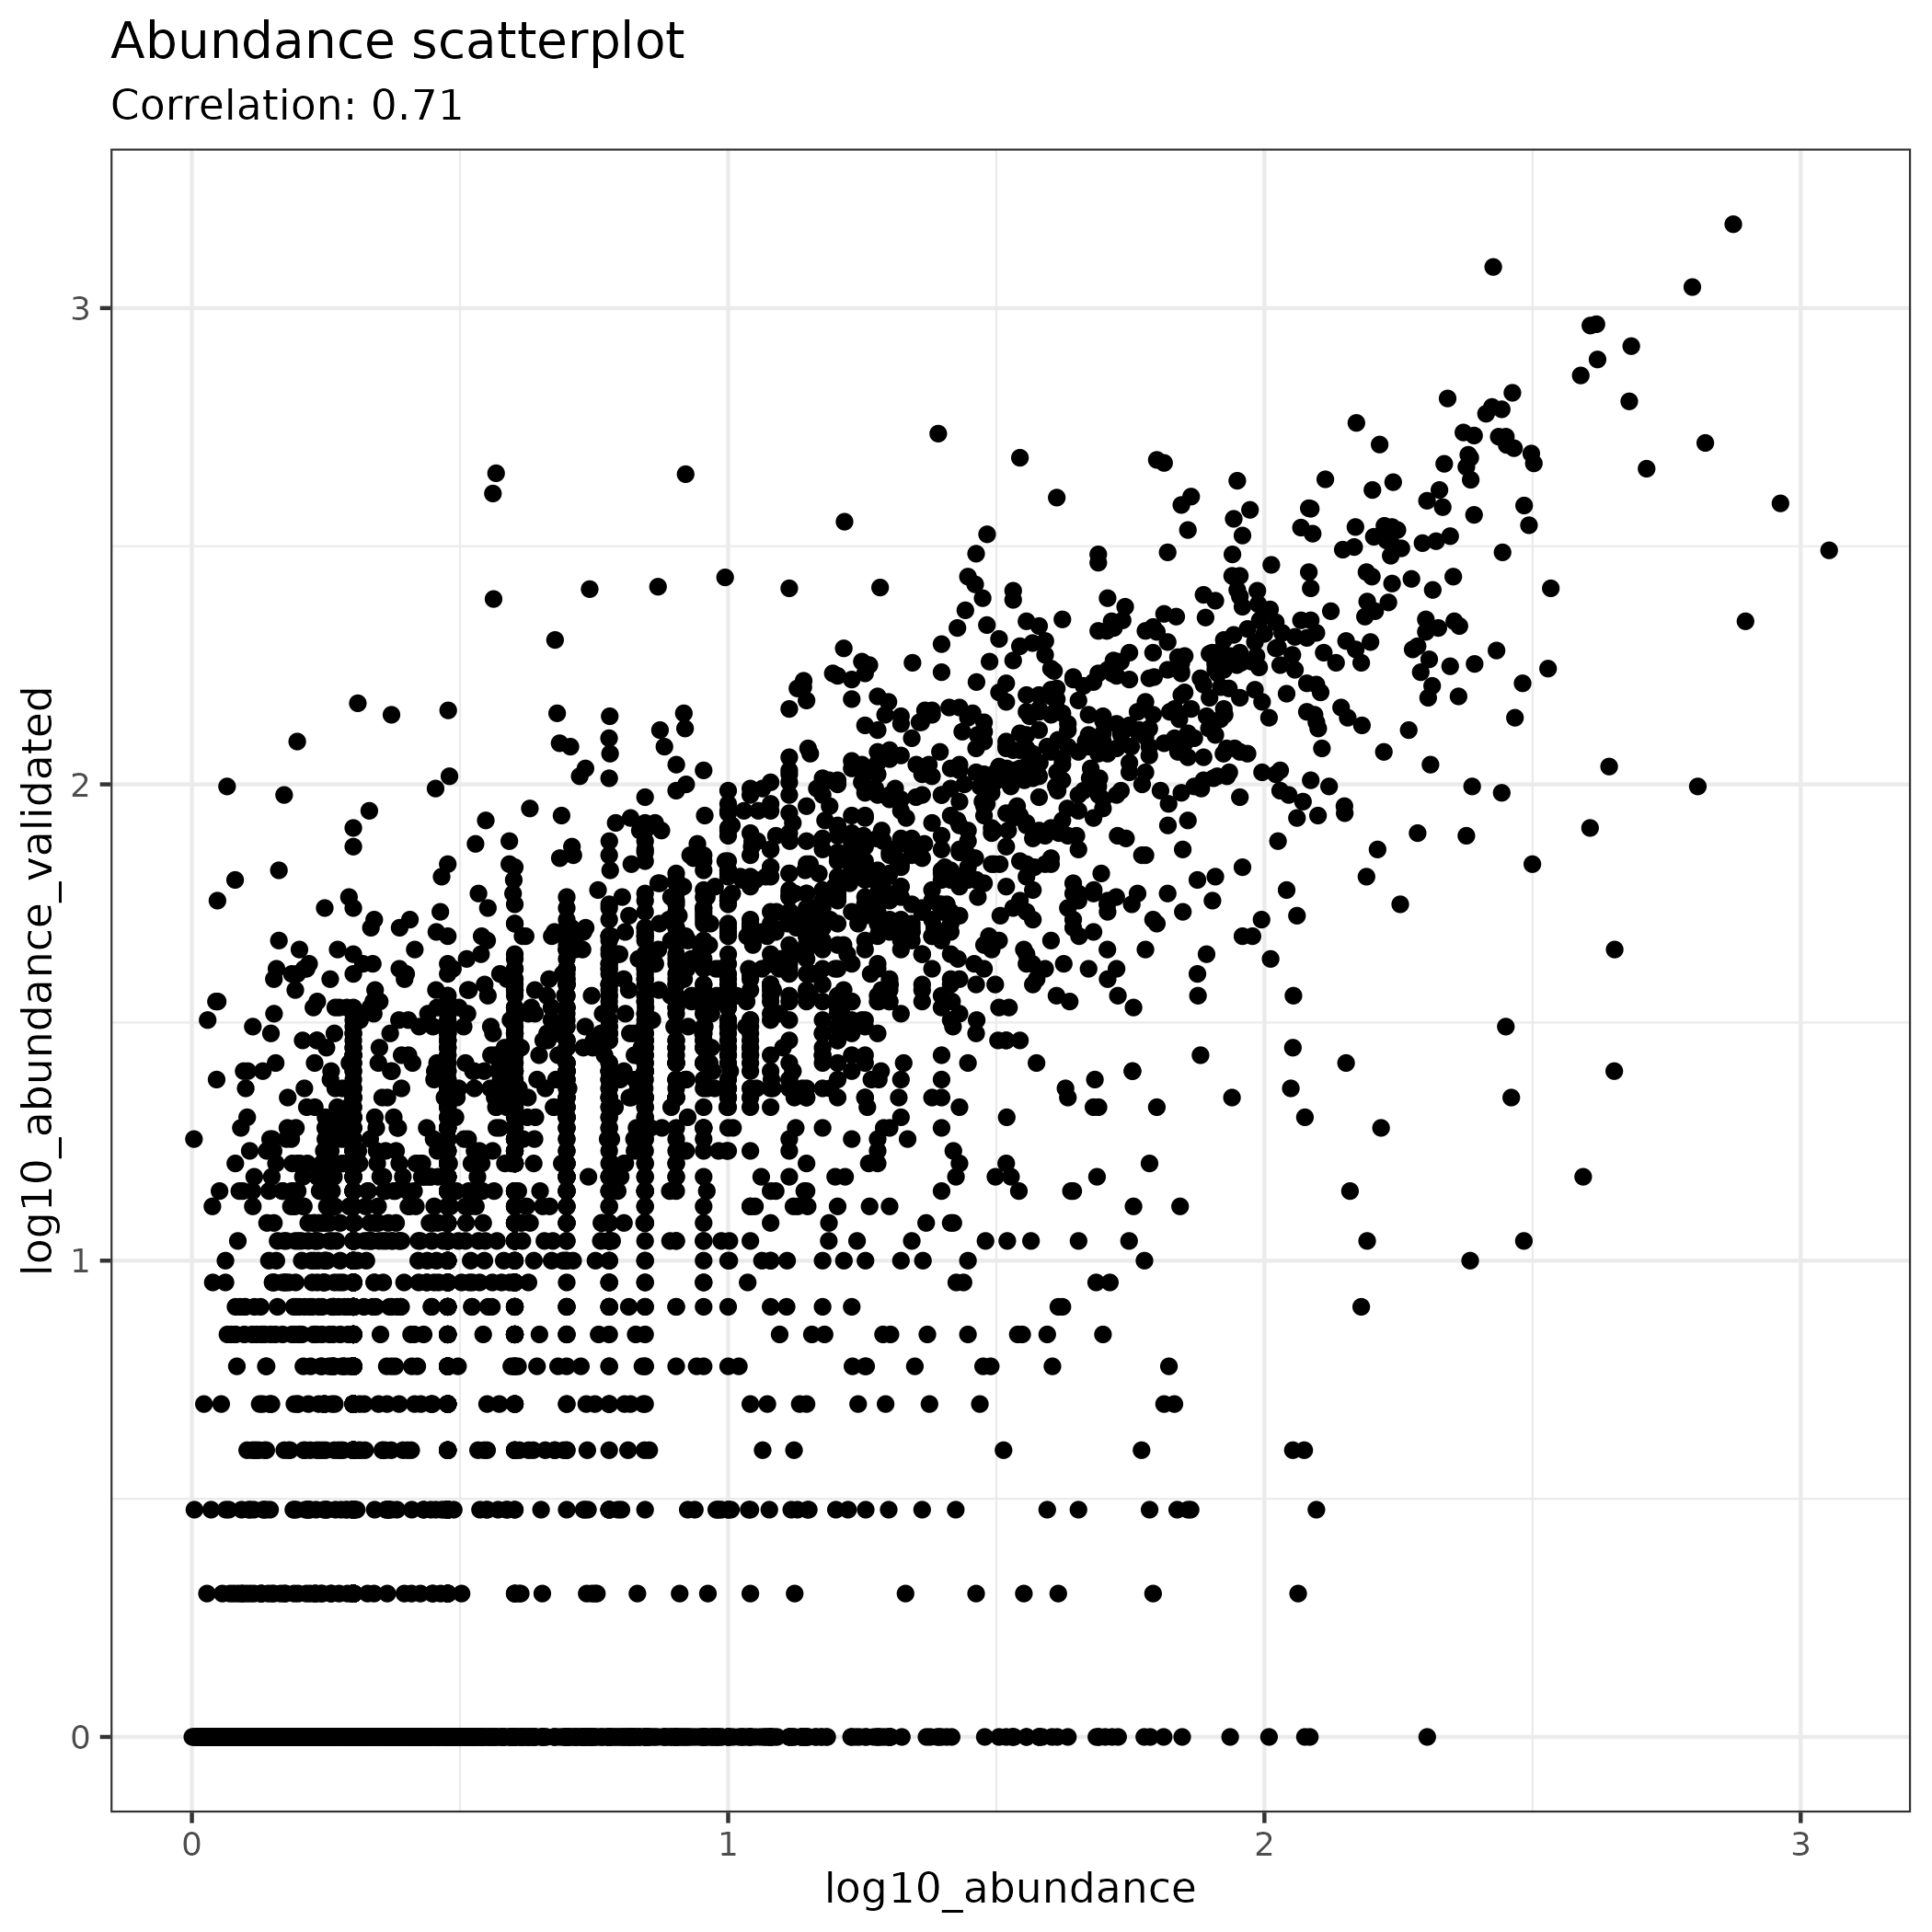 Abundance scatterplot
Correlation: 0.71
3
2
1
0
log10_abundance_validated
0 1 2 3
log10_abundance